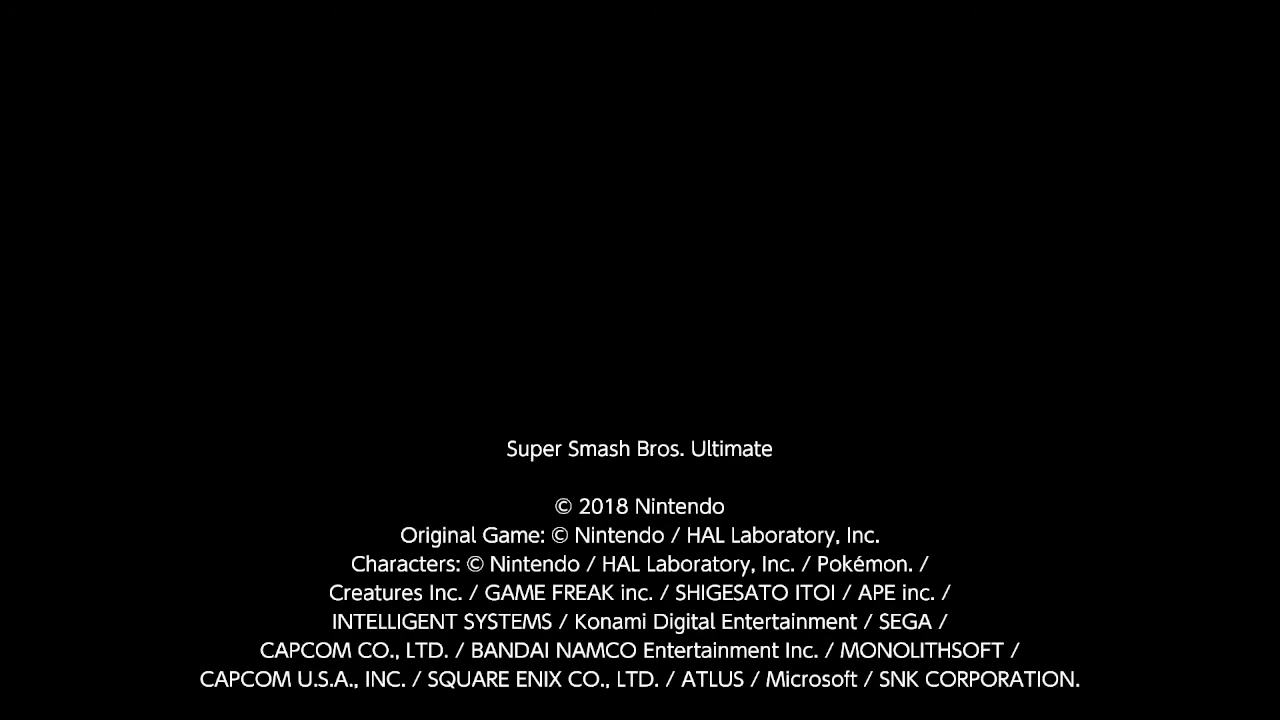 Super Smash Bros. Ultimate
© 2018 Nintendo
Original Game: © Nintendo / HAL Laboratory, Inc.
Characters: © Nintendo / HAL Laboratory, Inc. / Pokémon. /
Creatures Inc. / GAME FREAK inc. / SHIGESATO ITOI / APE inc. /
INTELLIGENT SYSTEMS / Konami Digital Entertainment / SEGA /
CAPCOM CO., LTD. / BANDAI NAMCO Entertainment Inc. / MONOLITHSOFT /
CAPCOM U.S.A., INC. / SQUARE ENIX CO., LTD. / ATLUS / Microsoft / SNK CORPORATION.